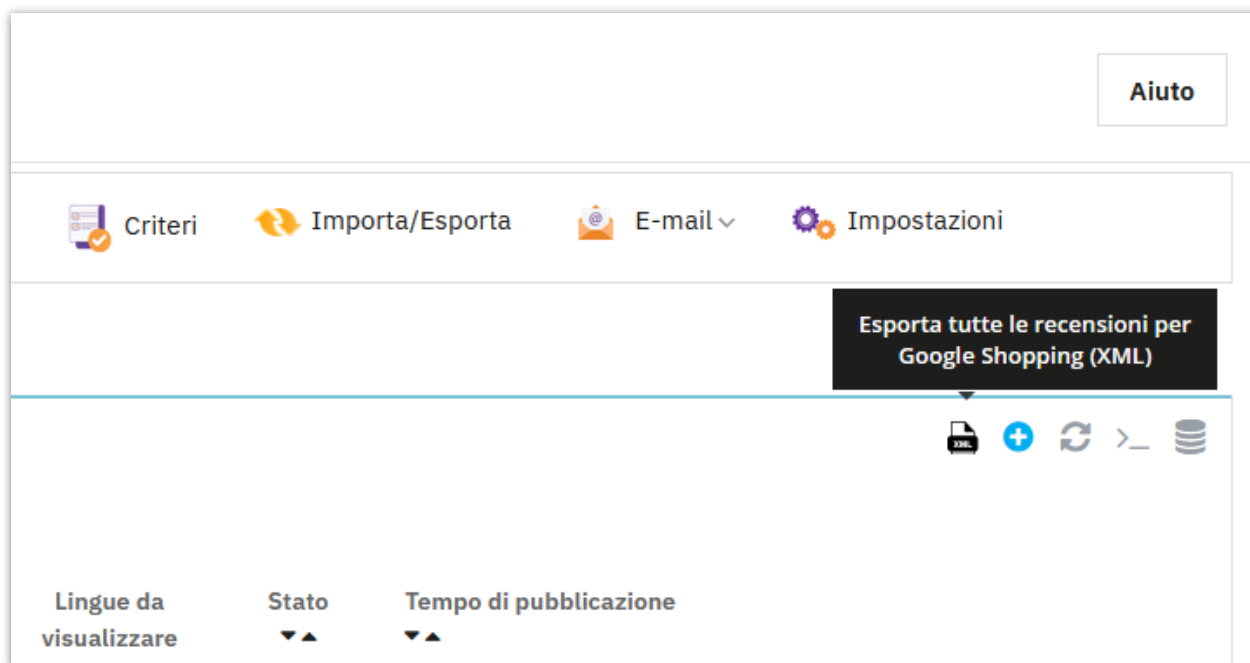 Aiuto
Criteri
Importa/Esporta
@
E-mail
Impostazioni
Esporta tutte le recensioni per
Google Shopping (XML)
XML
>_
Lingue da
visualizzare
Stato
Tempo di pubblicazione